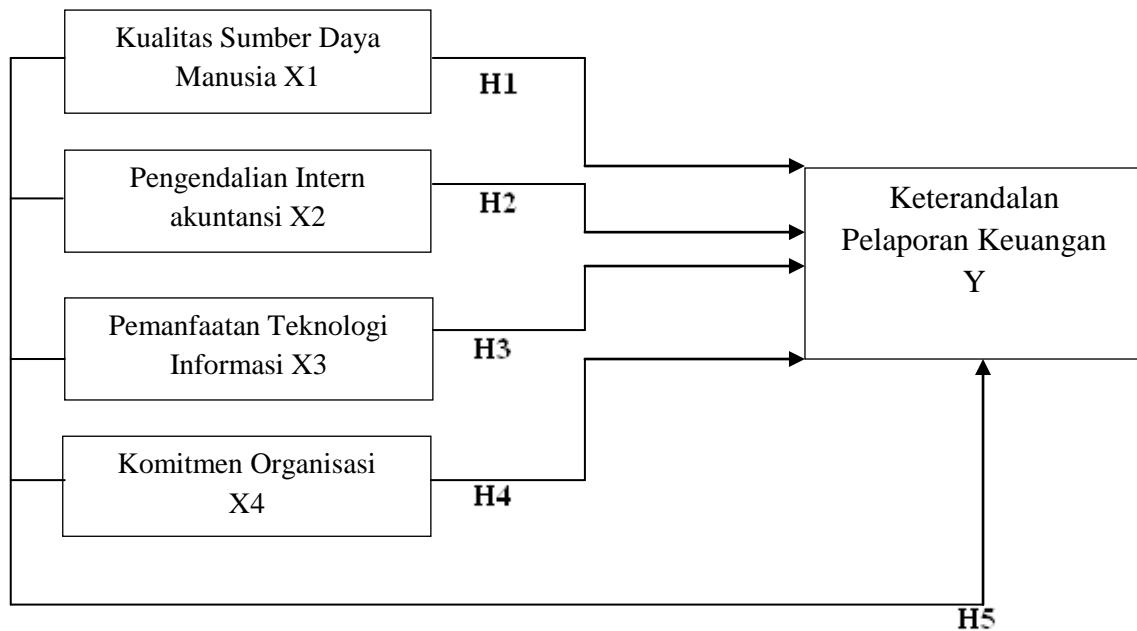 Kualitas Sumber Daya
Manusia X1
H1
Pengendalian Intern
akuntansi X2
H2
Keterandalan
Pelaporan Keuangan
Y
Pemanfaatan Teknologi
Informasi X3
H3
Komitmen Organisasi
X4
H4
H5